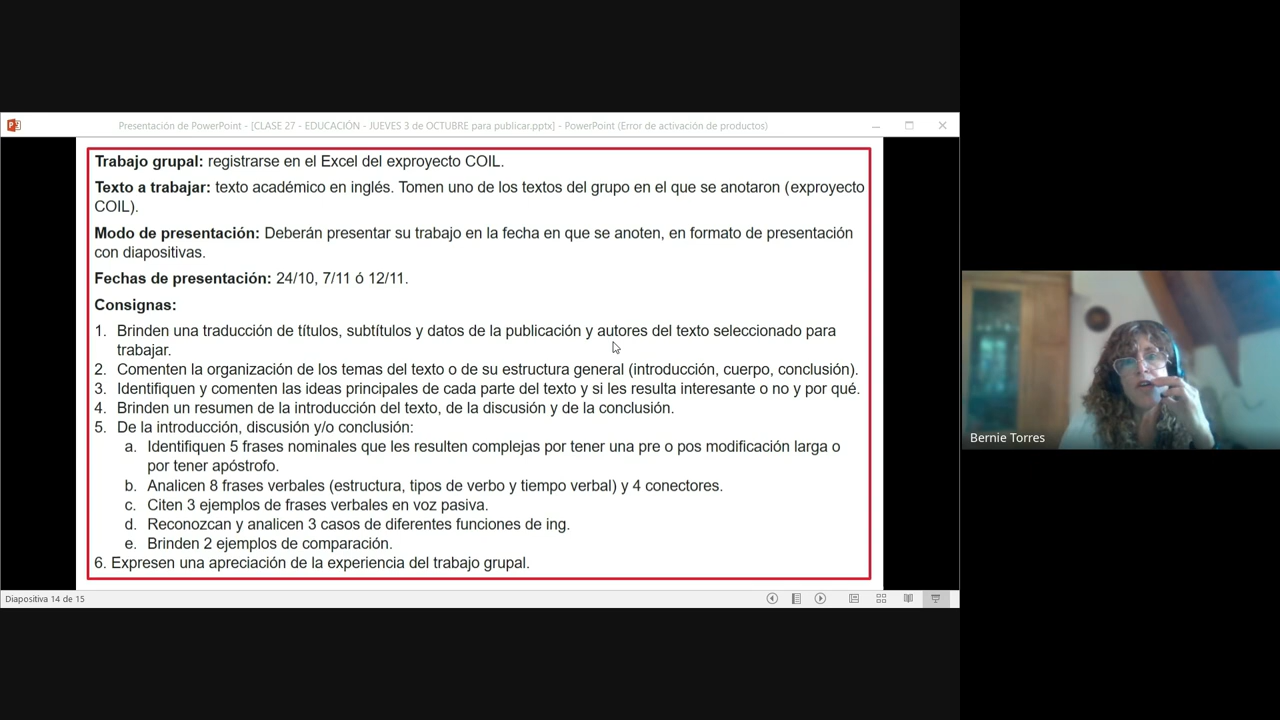 Presentación de PowerPoint - [CLASE 27 - EDUCACIÓN - JUEVES 3 de OCTUBRE para publicar.pptx] - PowerPoint (Error de activación de productos)
Trabajo grupal: registrarse en el Excel del exproyecto COIL.
Texto a trabajar: texto académico en inglés. Tomen uno de los textos del grupo en el que se anotaron (exproyecto
COIL).
Modo de presentación: Deberán presentar su trabajo en la fecha en que se anoten, en formato de presentación
con diapositivas.
Fechas de presentación: 24/10, 7/11 ó 12/11.
Consignas:
1. Brinden una traducción de títulos, subtítulos y datos de la publicación y autores del texto seleccionado para
trabajar.
2. Comenten la organización de los temas del texto o de su estructura general (introducción, cuerpo, conclusión).
3. Identifiquen y comenten las ideas principales de cada parte del texto y si les resulta interesante o no y por qué.
4. Brinden un resumen de la introducción del texto, de la discusión y de la conclusión.
5. De la introducción, discusión y/o conclusión:
a. Identifiquen 5 frases nominales que les resulten complejas por tener una pre o pos modificación larga o
por tener apóstrofo.
b. Analicen 8 frases verbales (estructura, tipos de verbo y tiempo verbal) y 4 conectores.
c. Citen 3 ejemplos de frases verbales en voz pasiva.
d. Reconozcan y analicen 3 casos de diferentes funciones de ing.
e. Brinden 2 ejemplos de comparación.
6. Expresen una apreciación de la experiencia del trabajo grupal.
Diapositiva 14 de 15
Bernie Torres